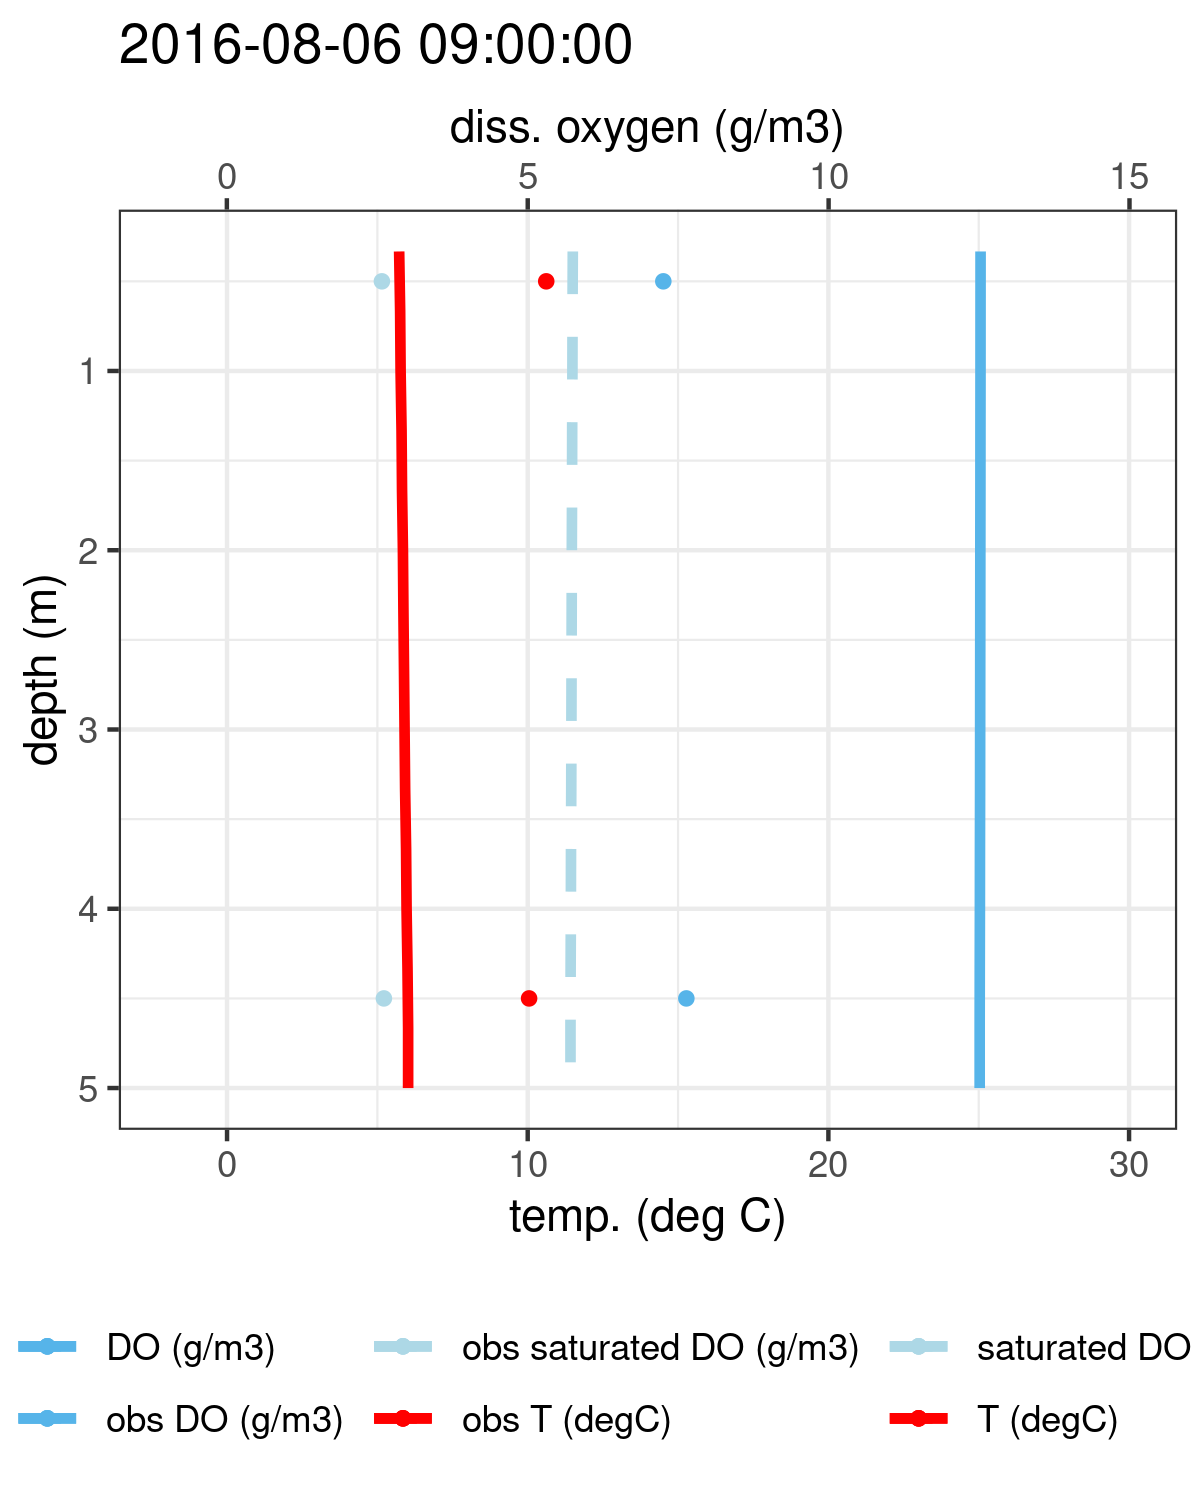 2016-08-06 09:00:00
diss. oxygen (g/m3)
0 5 10 15
1
2
3
4
5
depth (m)
0 10 20 30
temp. (deg C)
DO (g/m3) obs saturated DO (g/m3) saturated DO
obs DO (g/m3) obs T (degC) T (degC)